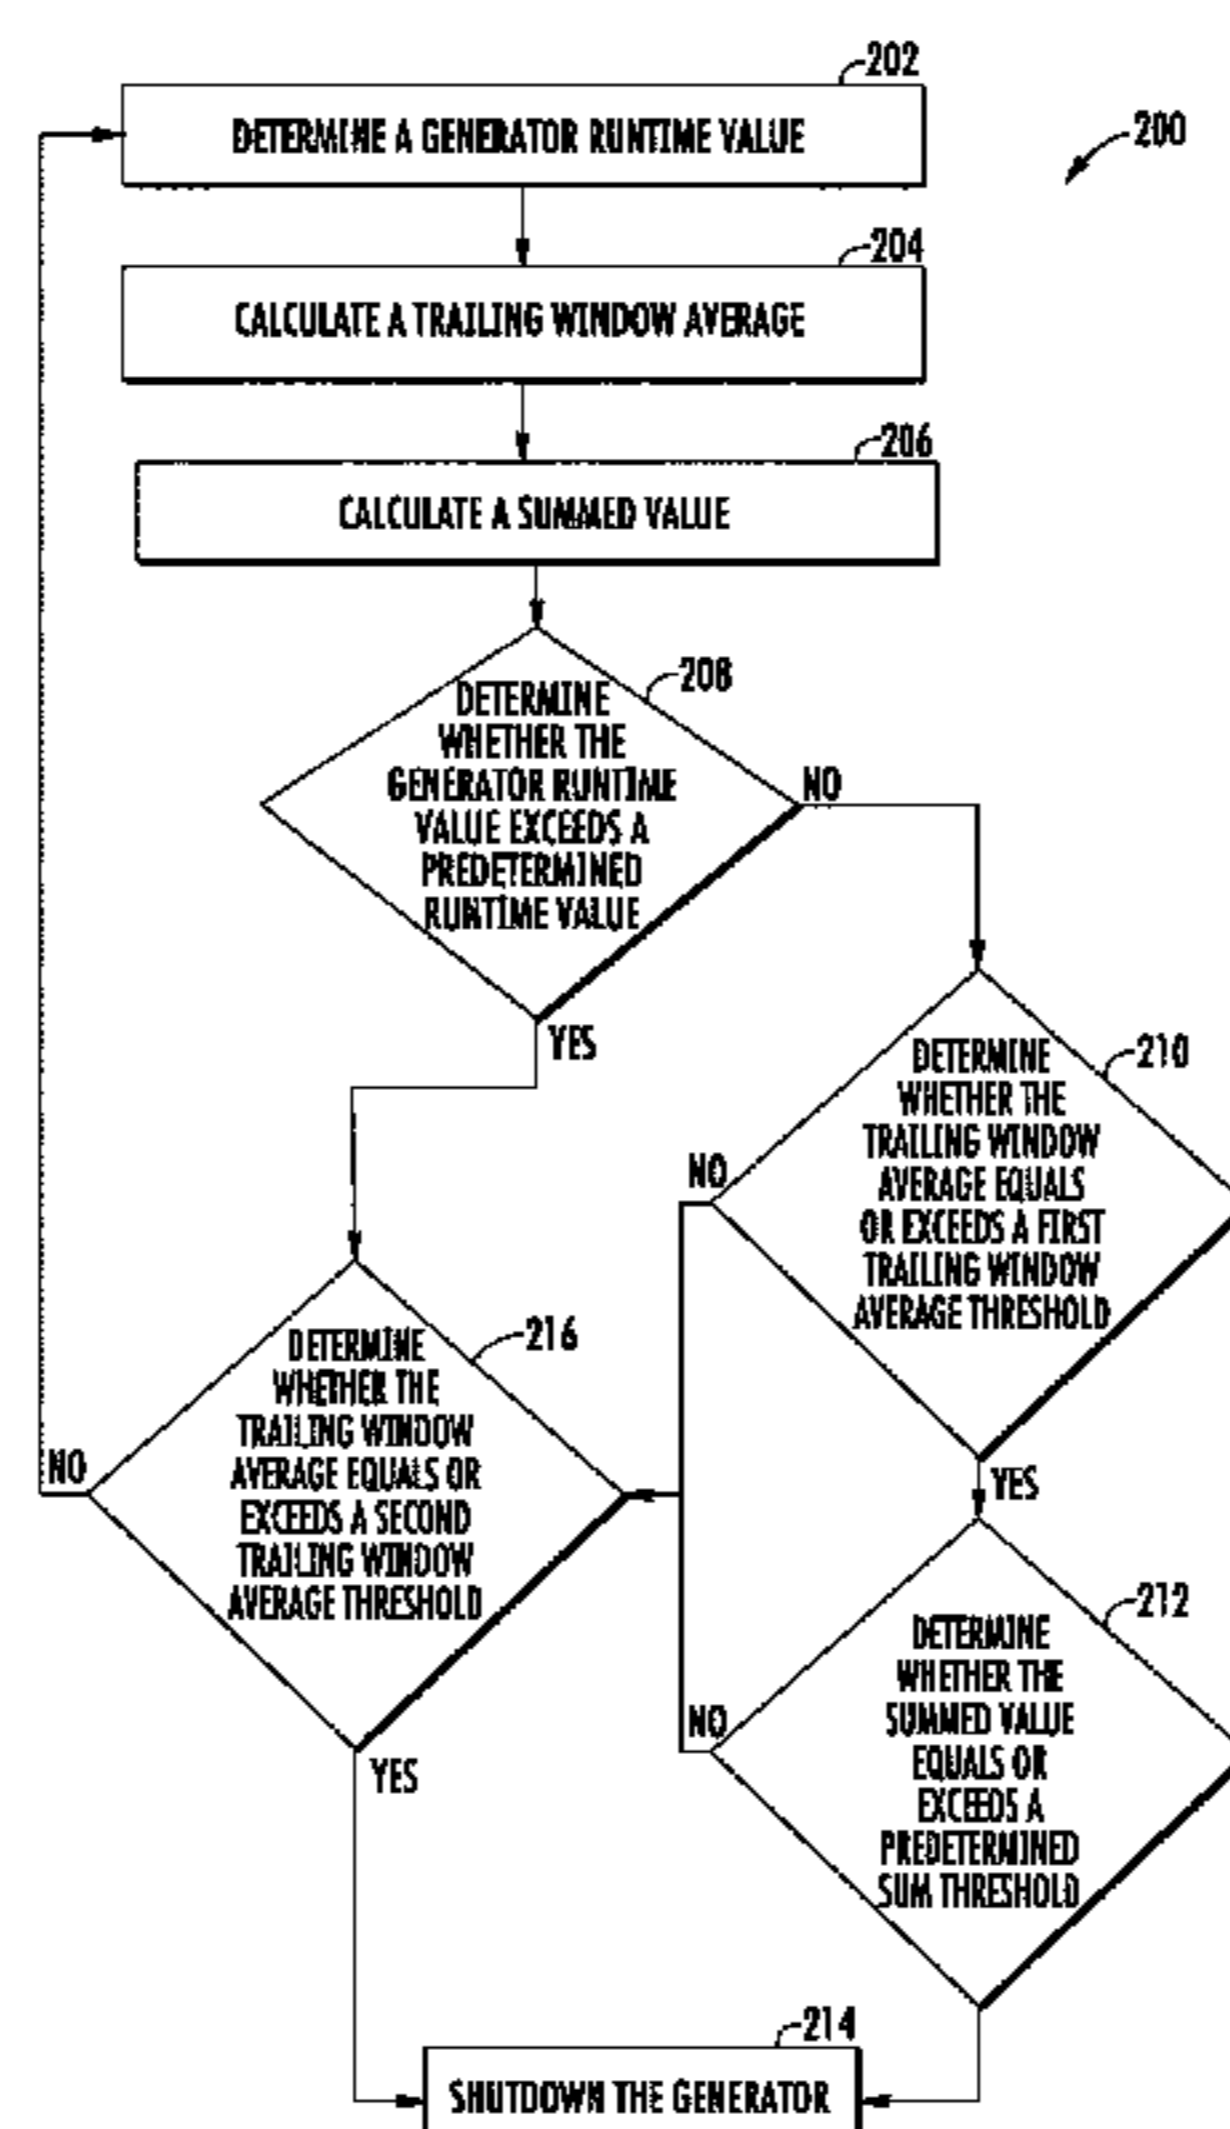 202
DETERMINE A GENERATOR RUNTIME VALUE
200
204
CALCULATE A TRAILING WINDOW AVERAGE
206
CALCULATE A SUMMED VALUE
208
DETERMINE
WHETHER THE
GENERATOR RUNTIME
VALUE EXCEEDS A
PREDETERMINED
RUNTIME VALUE
NO
YES
210
DETERMINE
WHETHER THE
TRAILING WINDOW
AVERAGE EQUALS
OR EXCEEDS A FIRST
TRAILING WINDOW
AVERAGE THRESHOLD
NO
YES
216
DETERMINE
WHETHER THE
TRAILING WINDOW
AVERAGE EQUALS OR
EXCEEDS A SECOND
TRAILING WINDOW
AVERAGE THRESHOLD
NO
YES
212
DETERMINE
WHETHER THE
SUMMED VALUE
EQUALS OR
EXCEEDS A
PREDETERMINED
SUM THRESHOLD
NO
214
SHUTDOWN THE GENERATOR